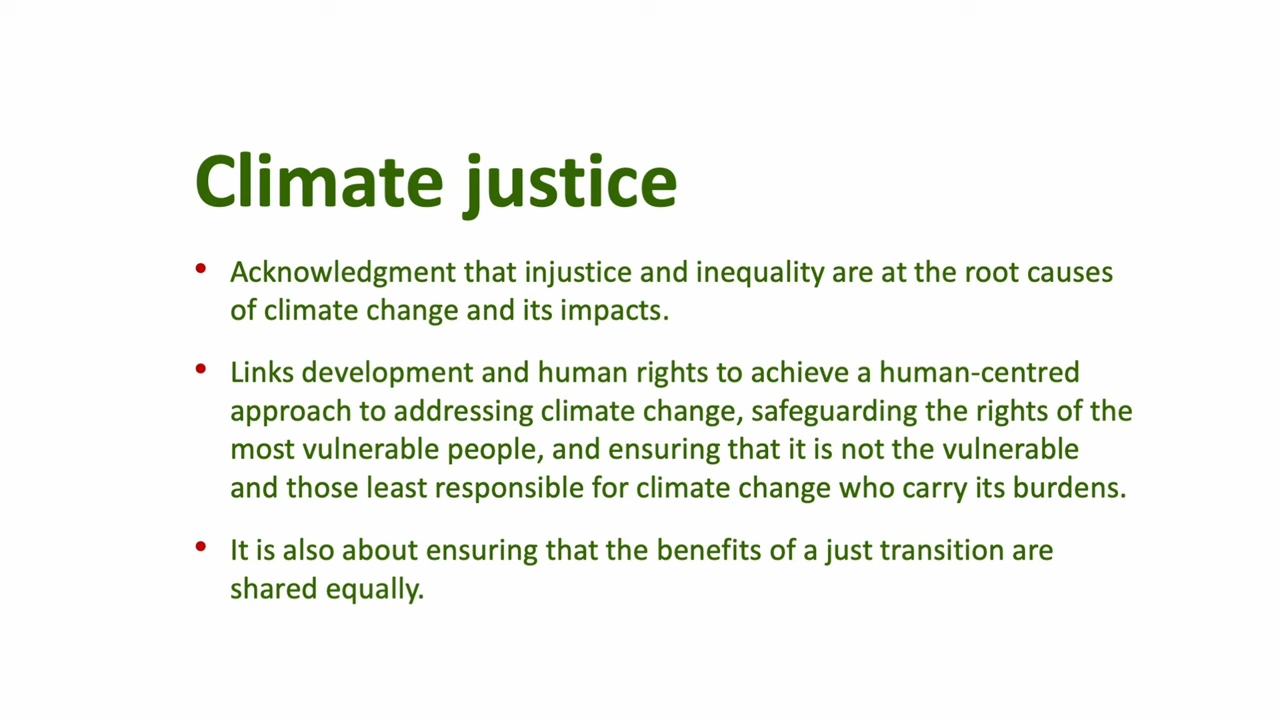 Climate justice
• Acknowledgment that injustice and inequality are at the root causes
of climate change and its impacts.
• Links development and human rights to achieve a human-centred
approach to addressing climate change, safeguarding the rights of the
most vulnerable people, and ensuring that it is not the vulnerable
and those least responsible for climate change who carry its burdens.
• It is also about ensuring that the benefits of a just transition are
shared equally.